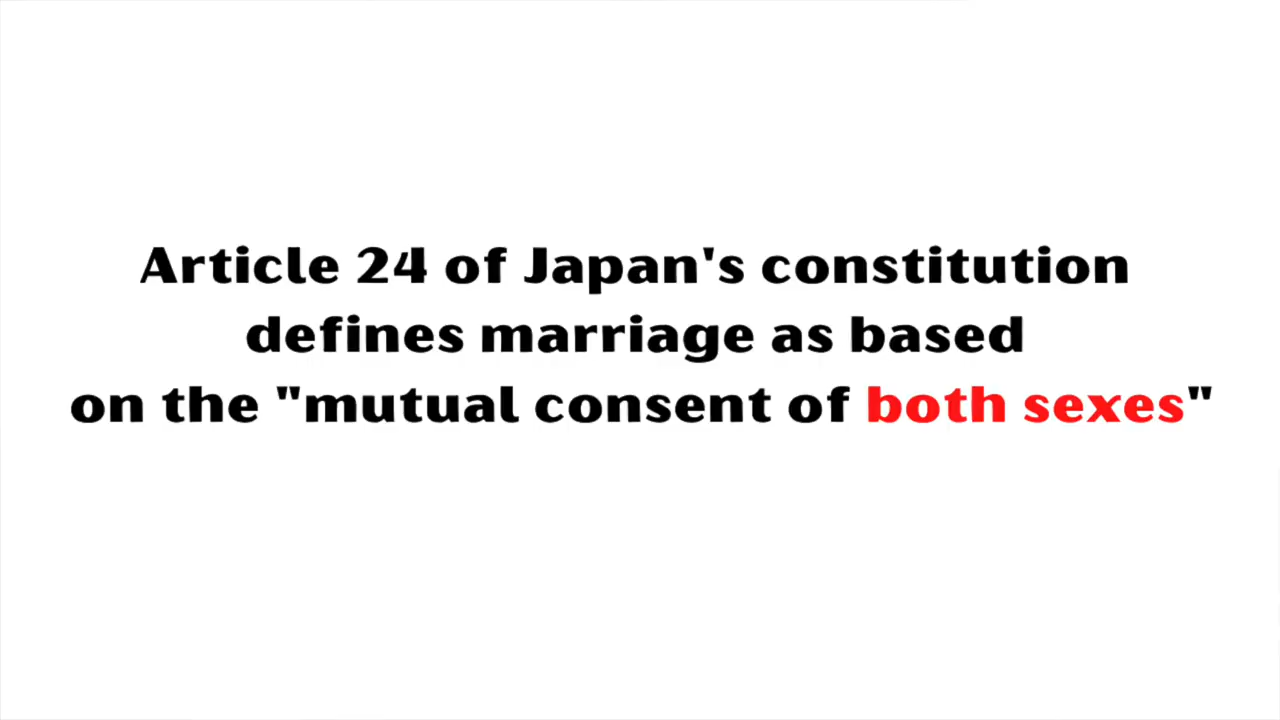 Article 24 of Japan's constitution
defines marriage as based
on the "mutual consent of both sexes"